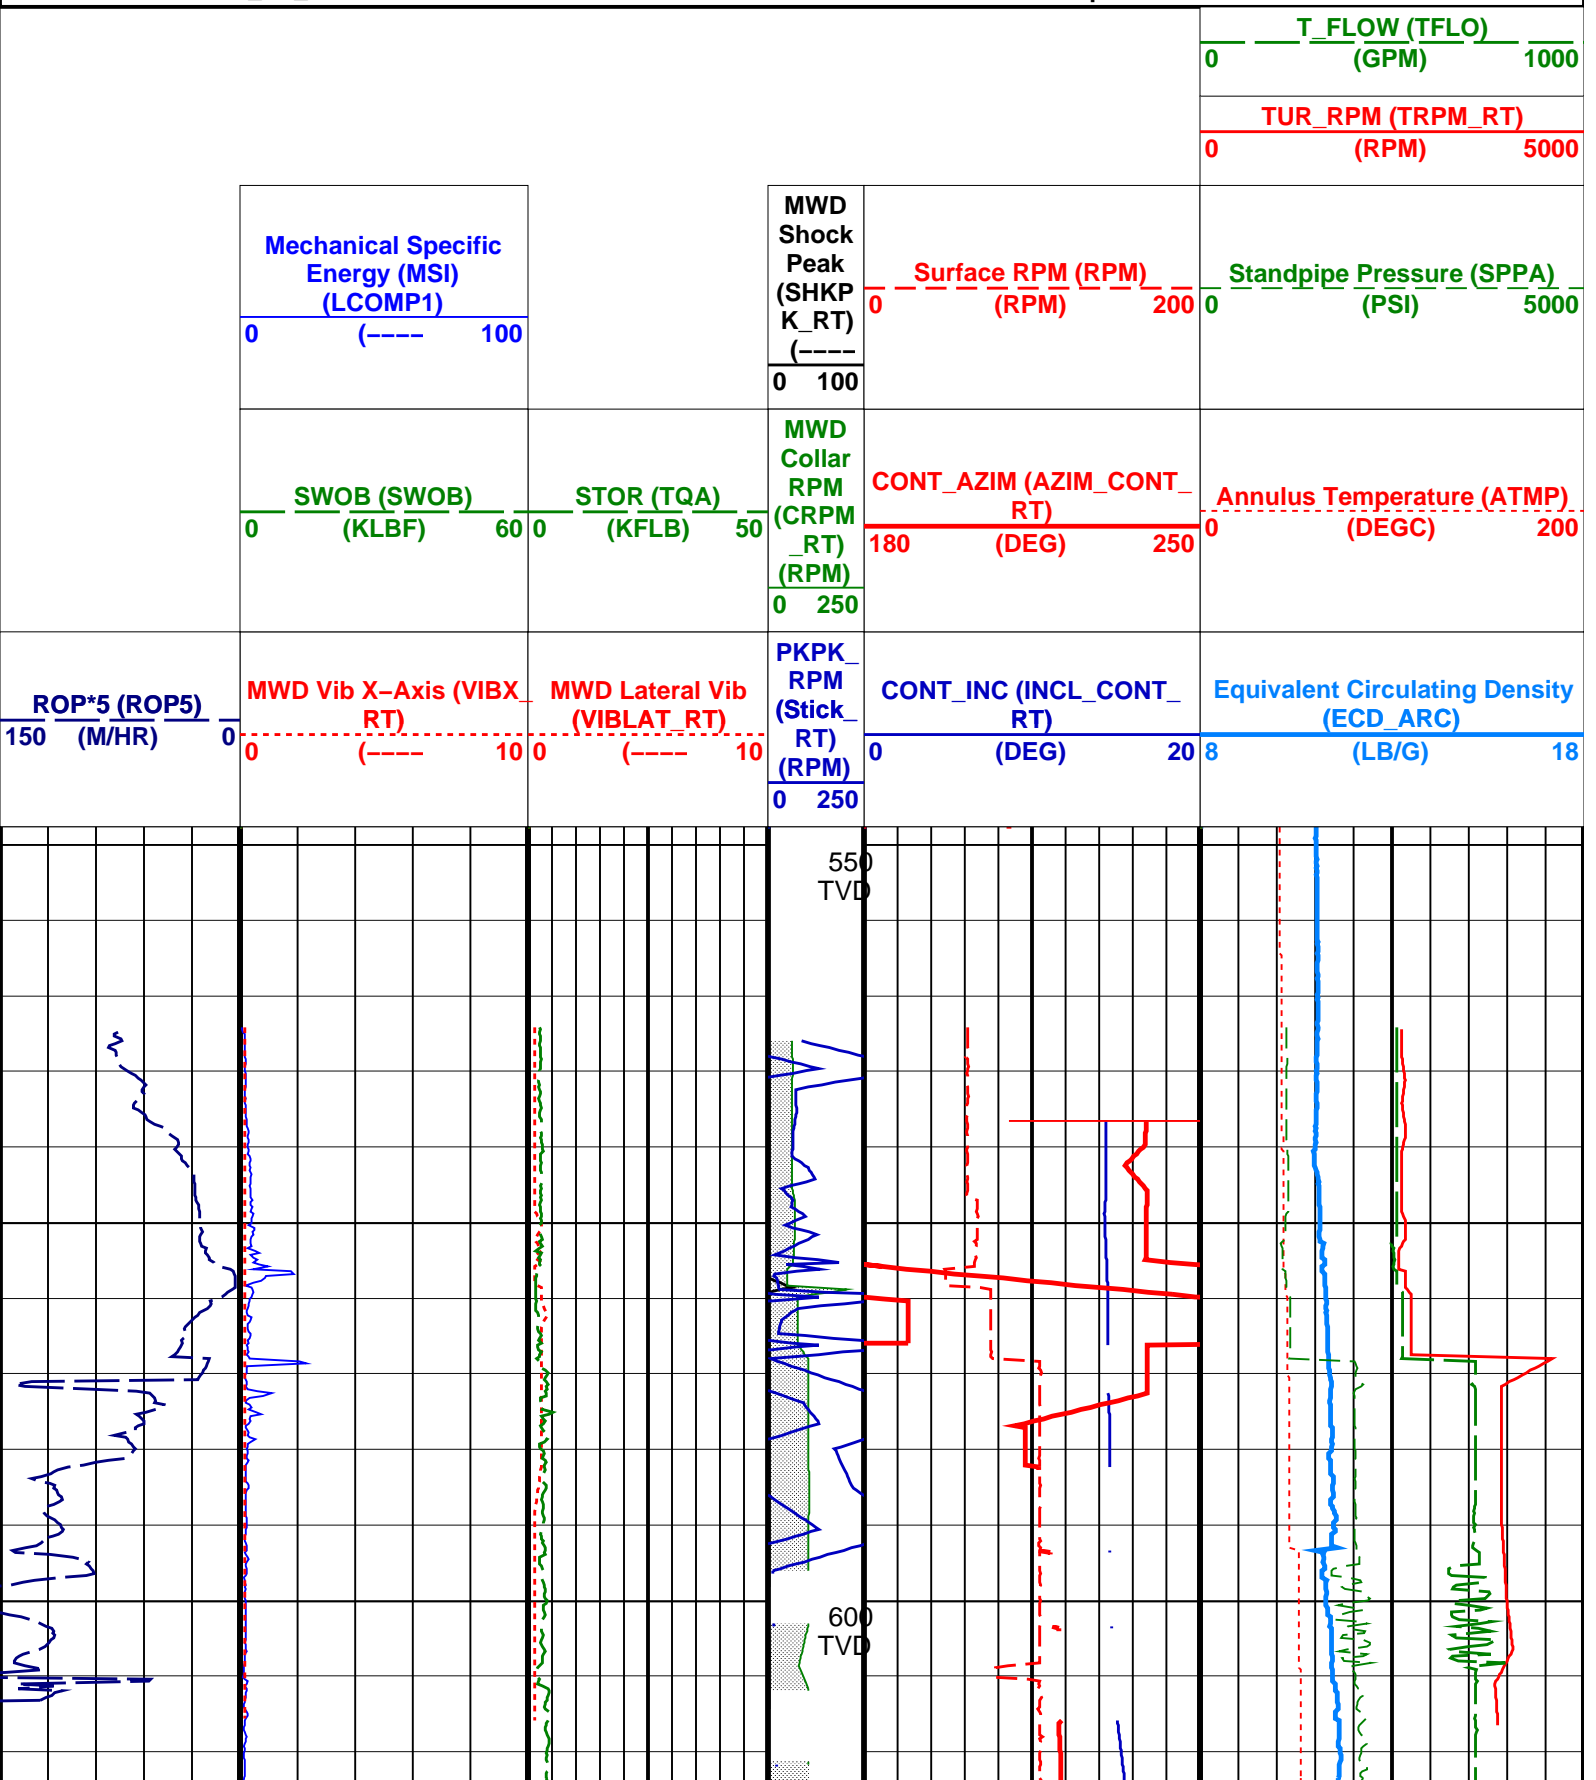 T_FLOW (TFLO)
0 (GPM) 1000
TUR_RPM (TRPM_RT)
0 (RPM) 5000
Mechanical Specific
Energy (MSI)
(LCOMP1)
0 (–––– 100
MWD
Shock
Peak
(SHKP
K_RT)
(––––
0 100
Surface RPM (RPM)
0 (RPM) 200
Standpipe Pressure (SPPA)
0 (PSI) 5000
SWOB (SWOB)
0 (KLBF) 60
STOR (TQA)
0 (KFLB) 50
MWD
Collar
RPM
(CRPM
_RT)
(RPM)
0 250
CONT_AZIM (AZIM_CONT_
RT)
180 (DEG) 250
Annulus Temperature (ATMP)
0 (DEGC) 200
ROP*5 (ROP5)
150 (M/HR) 0
MWD Vib X–Axis (VIBX_
RT)
0 (–––– 10
MWD Lateral Vib
(VIBLAT_RT)
0 (–––– 10
PKPK_
RPM
(Stick_
RT)
(RPM)
0 250
CONT_INC (INCL_CONT_
RT)
0 (DEG) 20
Equivalent Circulating Density
(ECD_ARC)
8 (LB/G) 18
550
TVD
600
TVD